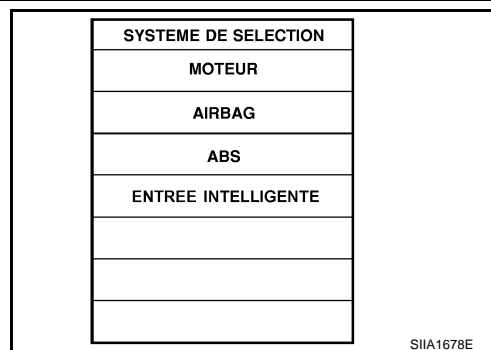 SYSTEME DE SELECTION
MOTEUR
AIRBAG
ABS
ENTREE INTELLIGENTE
SIIA1678E